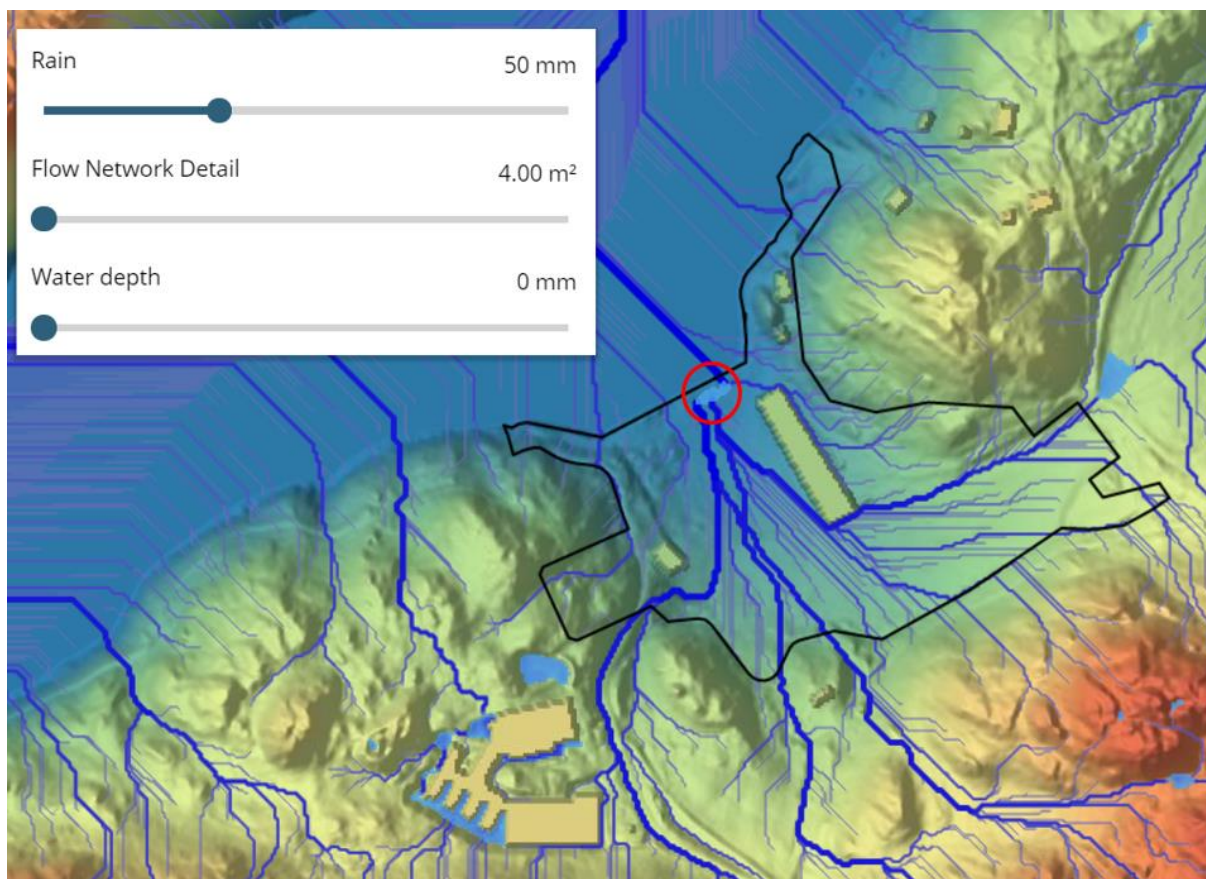 Rain
50 mm
Flow Network Detail
4.00 m²
Water depth
0 mm